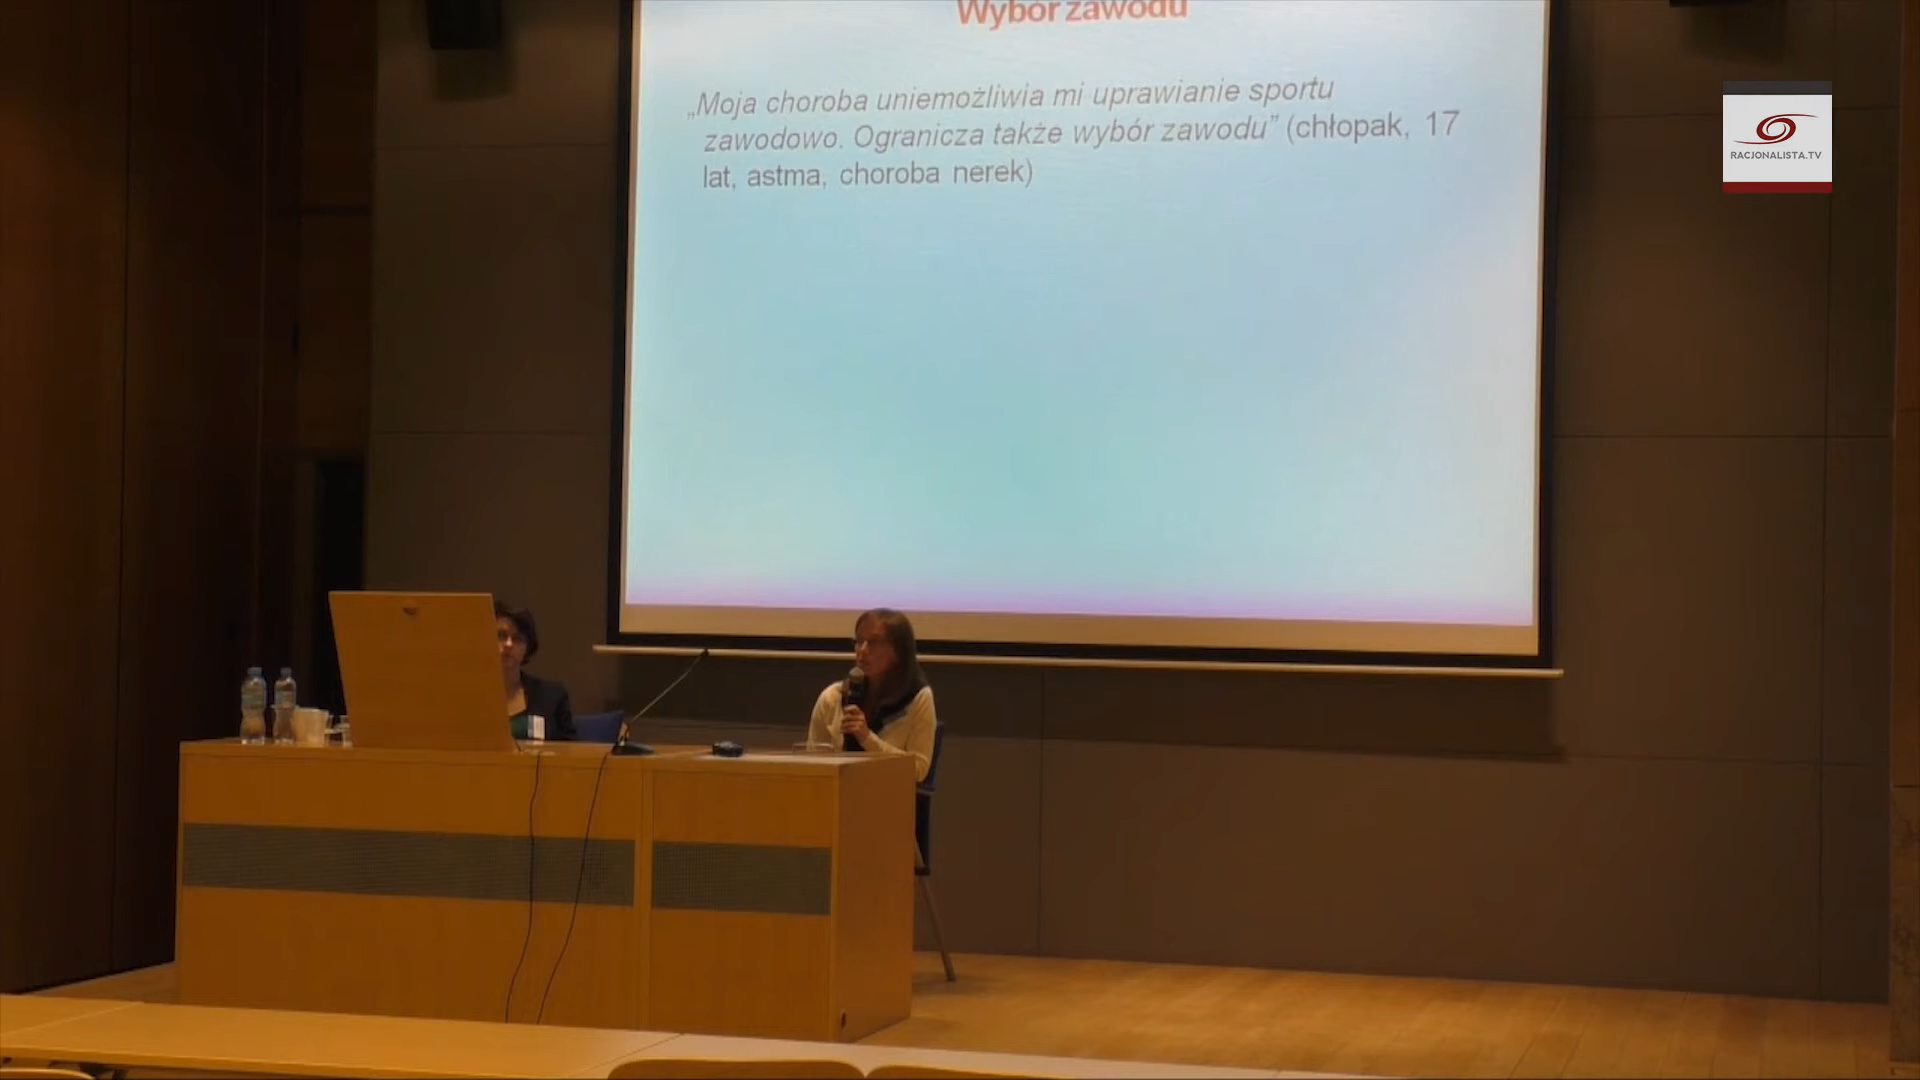 Wybór zawodu
„Moja choroba uniemożliwia mi uprawianie sportu
zawodowo. Ogranicza także wybór zawodu” (chłopak, 17
lat, astma, choroba nerek)
RACJONALISTA.TV